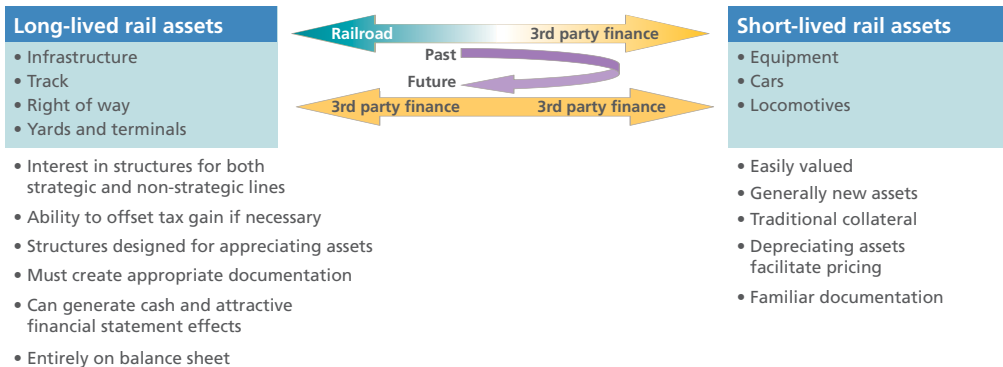 Long-lived rail assets
• Infrastructure
• Track
• Right of way
• Yards and terminals
Railroad
3rd party finance
Past
Future
3rd party finance
3rd party finance
Short-lived rail assets
• Equipment
• Cars
• Locomotives
• Interest in structures for both
strategic and non-strategic lines
• Ability to offset tax gain if necessary
• Structures designed for appreciating assets
• Must create appropriate documentation
• Can generate cash and attractive
financial statement effects
• Entirely on balance sheet
• Easily valued
• Generally new assets
• Traditional collateral
• Depreciating assets
facilitate pricing
• Familiar documentation